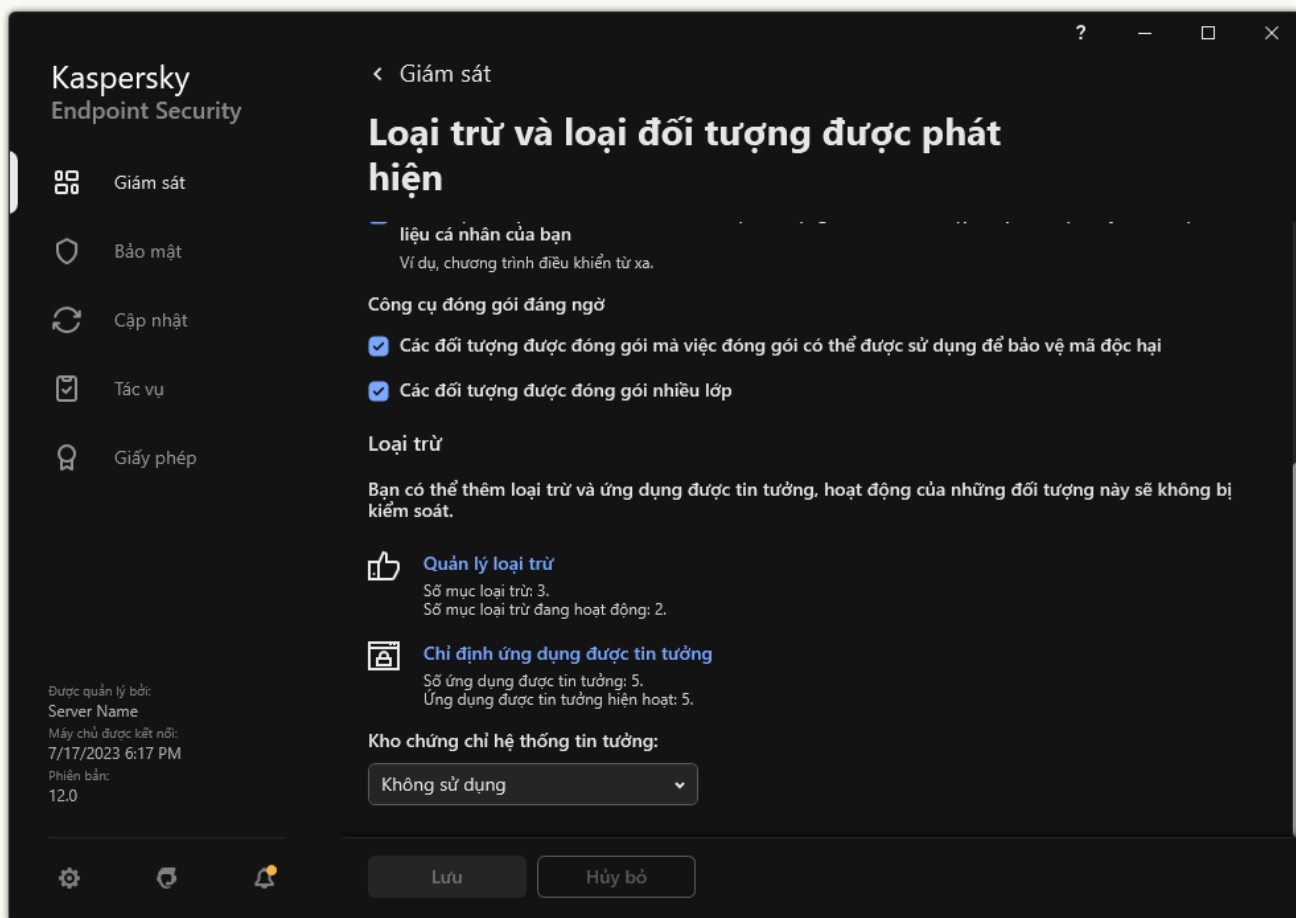 ?
Kaspersky
Endpoint Security
Giám sát
Bảo mật
Cập nhật
Tác vụ
Giấy phép
Được quản lý bởi:
Server Name
Máy chủ được kết nối:
7/17/2023 6:17 PM
Phiên bản:
12.0
Giám sát
Loại trừ và loại đối tượng được phát
hiện
liệu cá nhân của bạn
Ví dụ, chương trình điều khiển từ xa.
Công cụ đóng gói đáng ngờ
Các đối tượng được đóng gói mà việc đóng gói có thể được sử dụng để bảo vệ mã độc hại
Các đối tượng được đóng gói nhiều lớp
Loại trừ
Bạn có thể thêm loại trừ và ứng dụng được tin tưởng, hoạt động của những đối tượng này sẽ không bị
kiểm soát.
Quản lý loại trừ
Số mục loại trừ: 3.
Số mục loại trừ đang hoạt động: 2.
Chỉ định ứng dụng được tin tưởng
Số ứng dụng được tin tưởng: 5.
Ứng dụng được tin tưởng hiện hoạt: 5.
Kho chứng chỉ hệ thống tin tưởng:
Không sử dụng
Lưu
Hủy bỏ